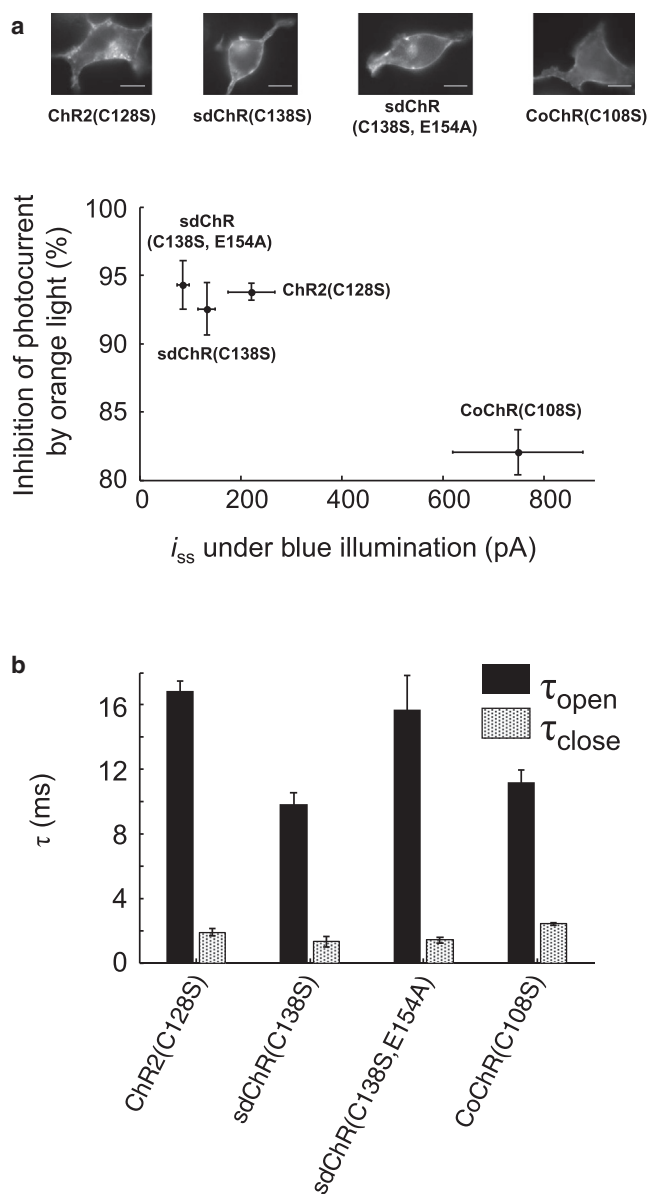 a
ChR2(C128S)
sdChR(C138S)
sdChR
(C138S, E154A)
CoChR(C108S)
Inhibition of photocurrent
by orange light (%)
100
95
90
85
80
sdChR
(C138S, E154A)
ChR2(C128S)
sdChR(C138S)
CoChR(C108S)
0
200
400
600
800
iss under blue illumination (pA)
b
τ (ms)
16
12
8
4
0
τopen
τclose
ChR2(C128S)
sdChR(C138S)
sdChR(C138S,E154A)
CoChR(C108S)